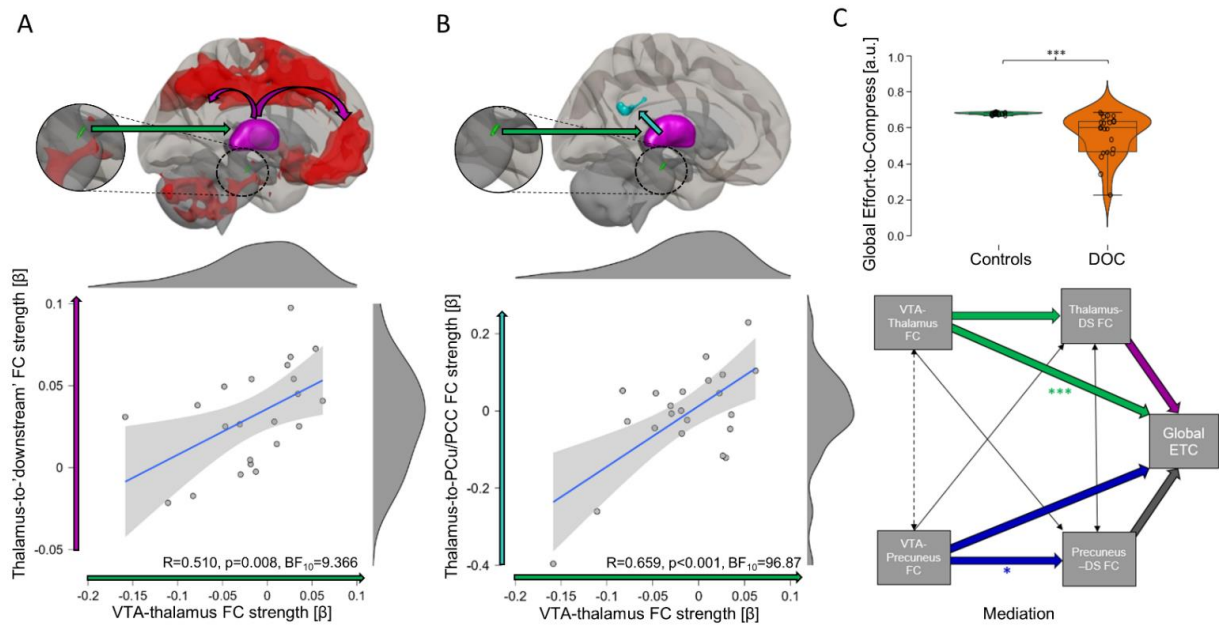 A
B
C
Thalamus-to-'downstream' FC strength [β]
0.1
0.05
0
-0.05
R=0.510, p=0.008, BF₁₀=9.366
-0.2 -0.15 -0.1 -0.05 0 0.05 0.1
VTA-thalamus FC strength [β]
Thalamus-to-PCu/PCC FC strength [β]
0.2
0
-0.2
-0.4
R=0.659, p<0.001, BF₁₀=96.87
-0.2 -0.15 -0.1 -0.05 0 0.05 0.1
VTA-thalamus FC strength [β]
Global Effort-to-Compress [a.u.]
***
1.0
0.8
0.6
0.4
0.2
0.0
Controls DOC
VTA-
Thalamus
FC
Thalamus-
DS FC
***
Global
ETC
VTA-
Precuneus
FC
*
Precuneus
–DS FC
Mediation